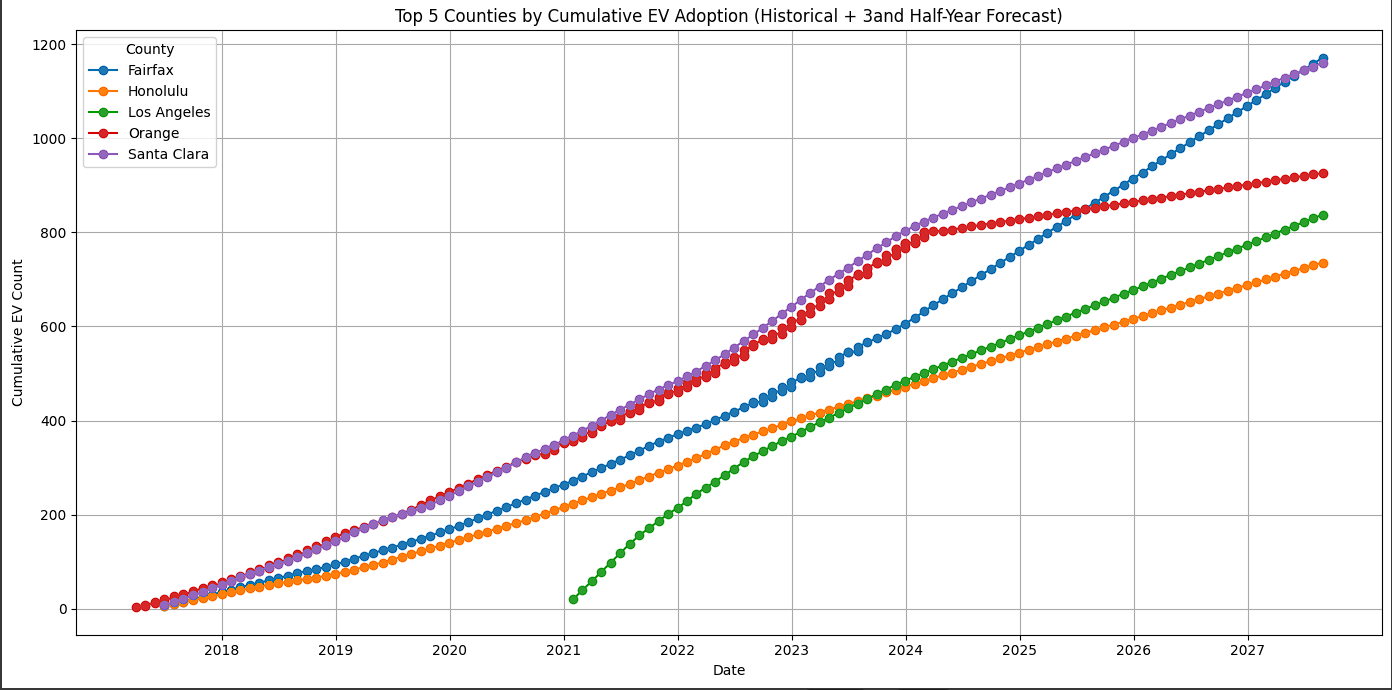 Top 5 Counties by Cumulative EV Adoption (Historical + 3and Half-Year Forecast)
County
Fairfax
Honolulu
Los Angeles
Orange
Santa Clara
Cumulative EV Count
1200
1000
800
600
400
200
0
2018 2019 2020 2021 2022 2023 2024 2025 2026 2027
Date